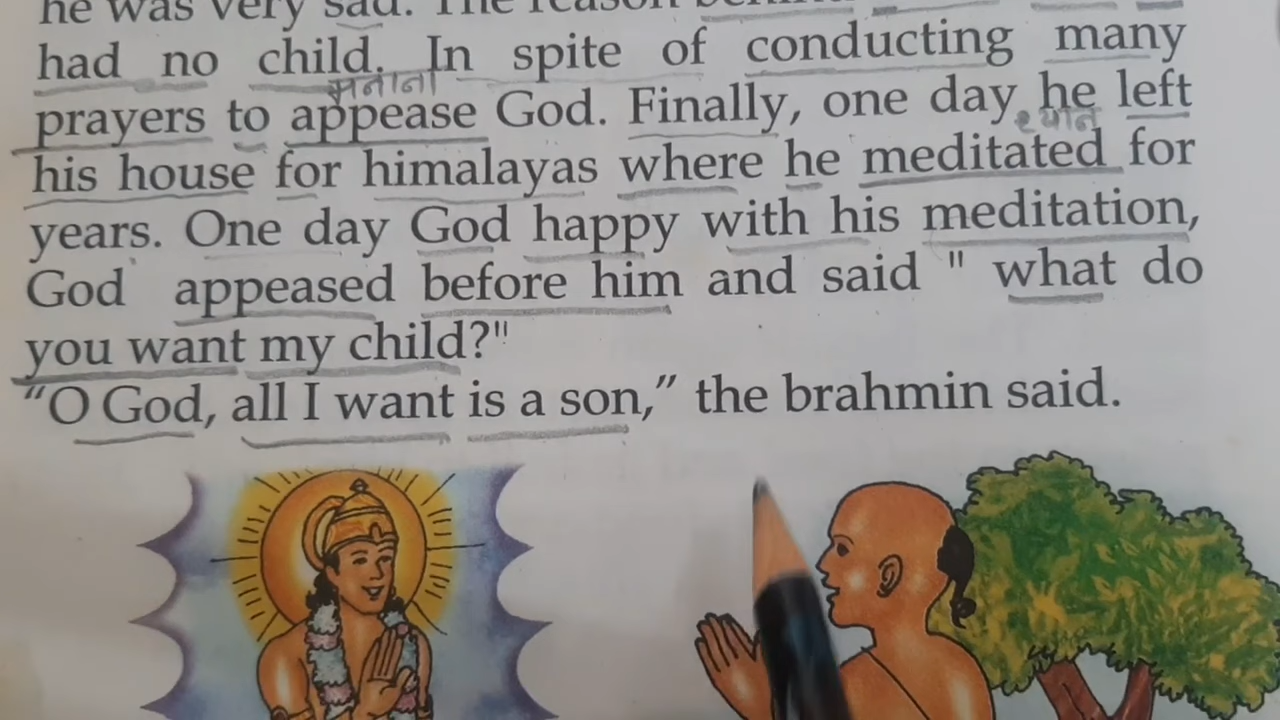 he was very sad. The reason behind
had no child. In spite of conducting many
मनाना
prayers to appease God. Finally, one day he left
ध्यान
his house for himalayas where he meditated for
years. One day God happy with his meditation,
God appeased before him and said " what do
you want my child?"
“O God, all I want is a son,” the brahmin said.